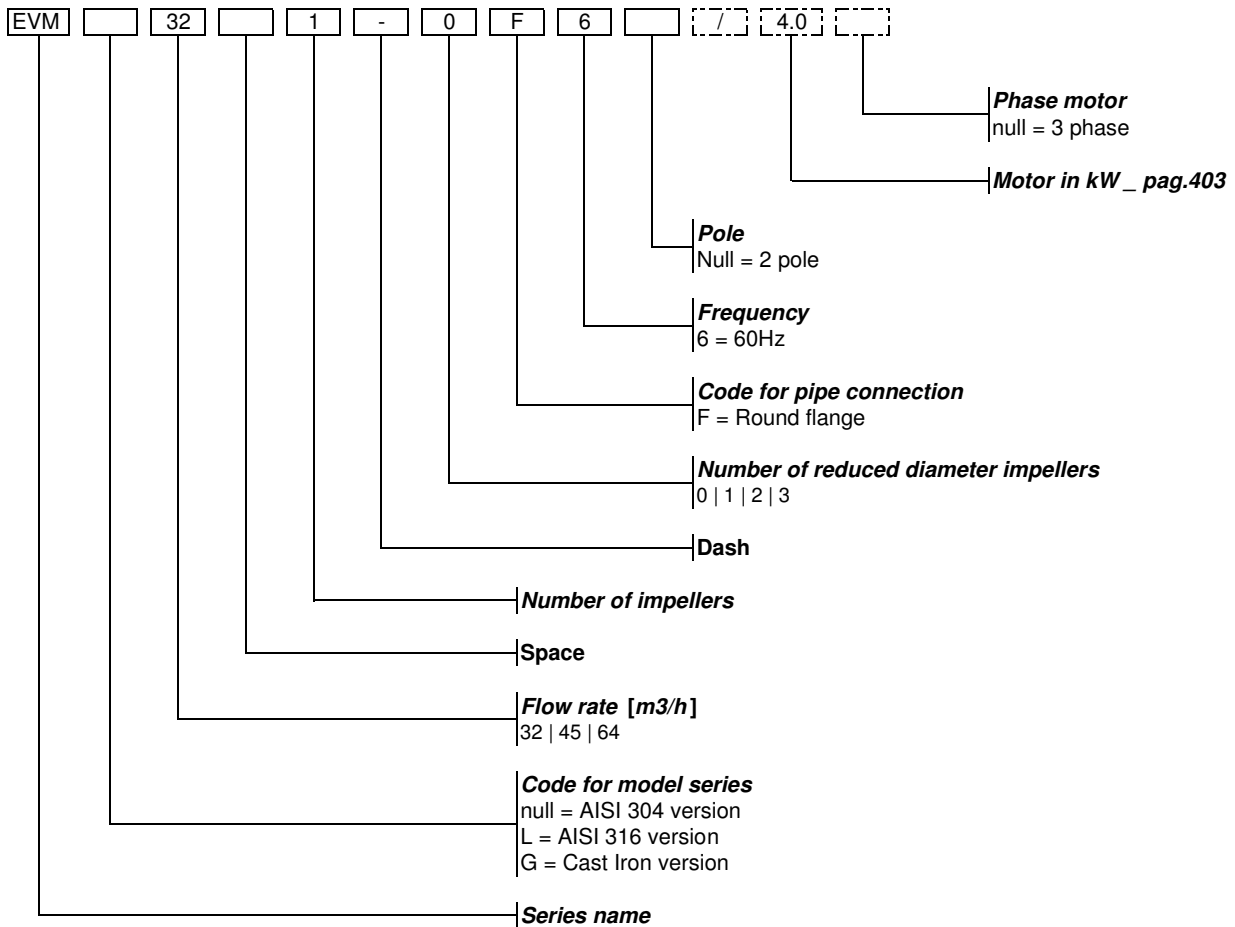 EVM 32 1 - 0 F 6 / 4.0
Phase motor
null = 3 phase
Motor in kW _ pag.403
Pole
Null = 2 pole
Frequency
6 = 60Hz
Code for pipe connection
F = Round flange
Number of reduced diameter impellers
0 | 1 | 2 | 3
Dash
Number of impellers
Space
Flow rate [m3/h]
32 | 45 | 64
Code for model series
null = AISI 304 version
L = AISI 316 version
G = Cast Iron version
Series name